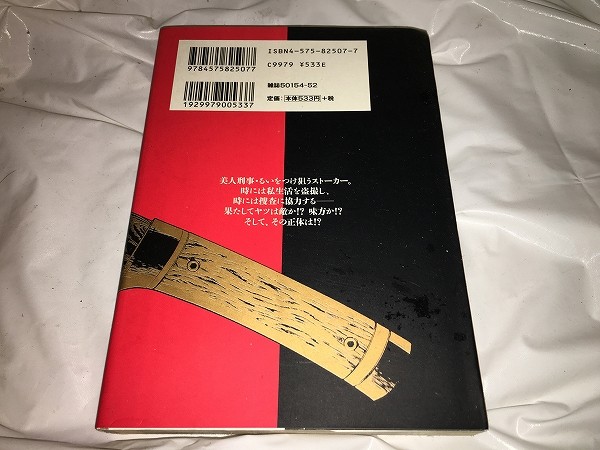 9784575825077
1929979005337
ISBN4-575-82507-7
C9979 ¥533E
雑誌50154-52
定価：本体533円+税
美人刑事・るいをつけ狙うストーカー。
時には私生活を盗撮し、
時には捜査に協力する──
果たしてヤツは敵か!? 味方か!?
そして、その正体は!?